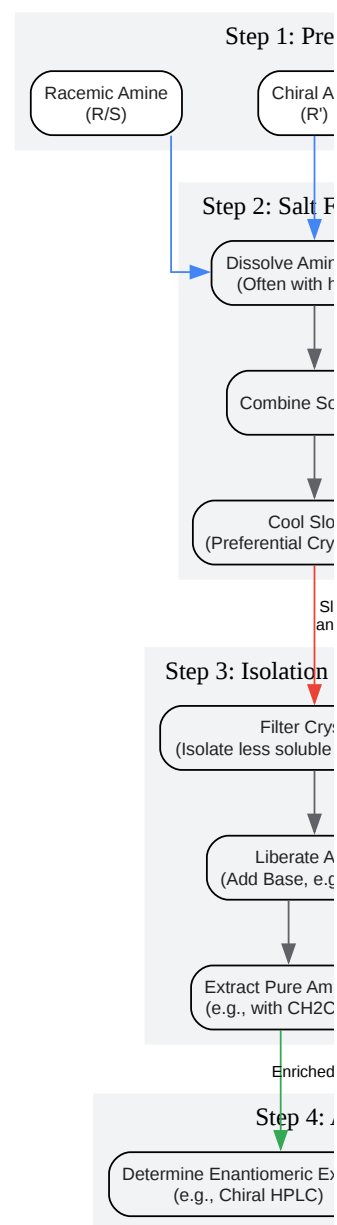 Step 1: Pre
Racemic Amine
(R/S)
Chiral A
(R')
Step 2: Salt F
Dissolve Amin
(Often with h
Combine So
Cool Slo
(Preferential Cry
Sl
an
Step 3: Isolation
Filter Crys
(Isolate less soluble
Liberate A
(Add Base, e.g
Extract Pure Am
(e.g., with CH2C
Enriched
Step 4: A
Determine Enantiomeric Ex
(e.g., Chiral HPLC)